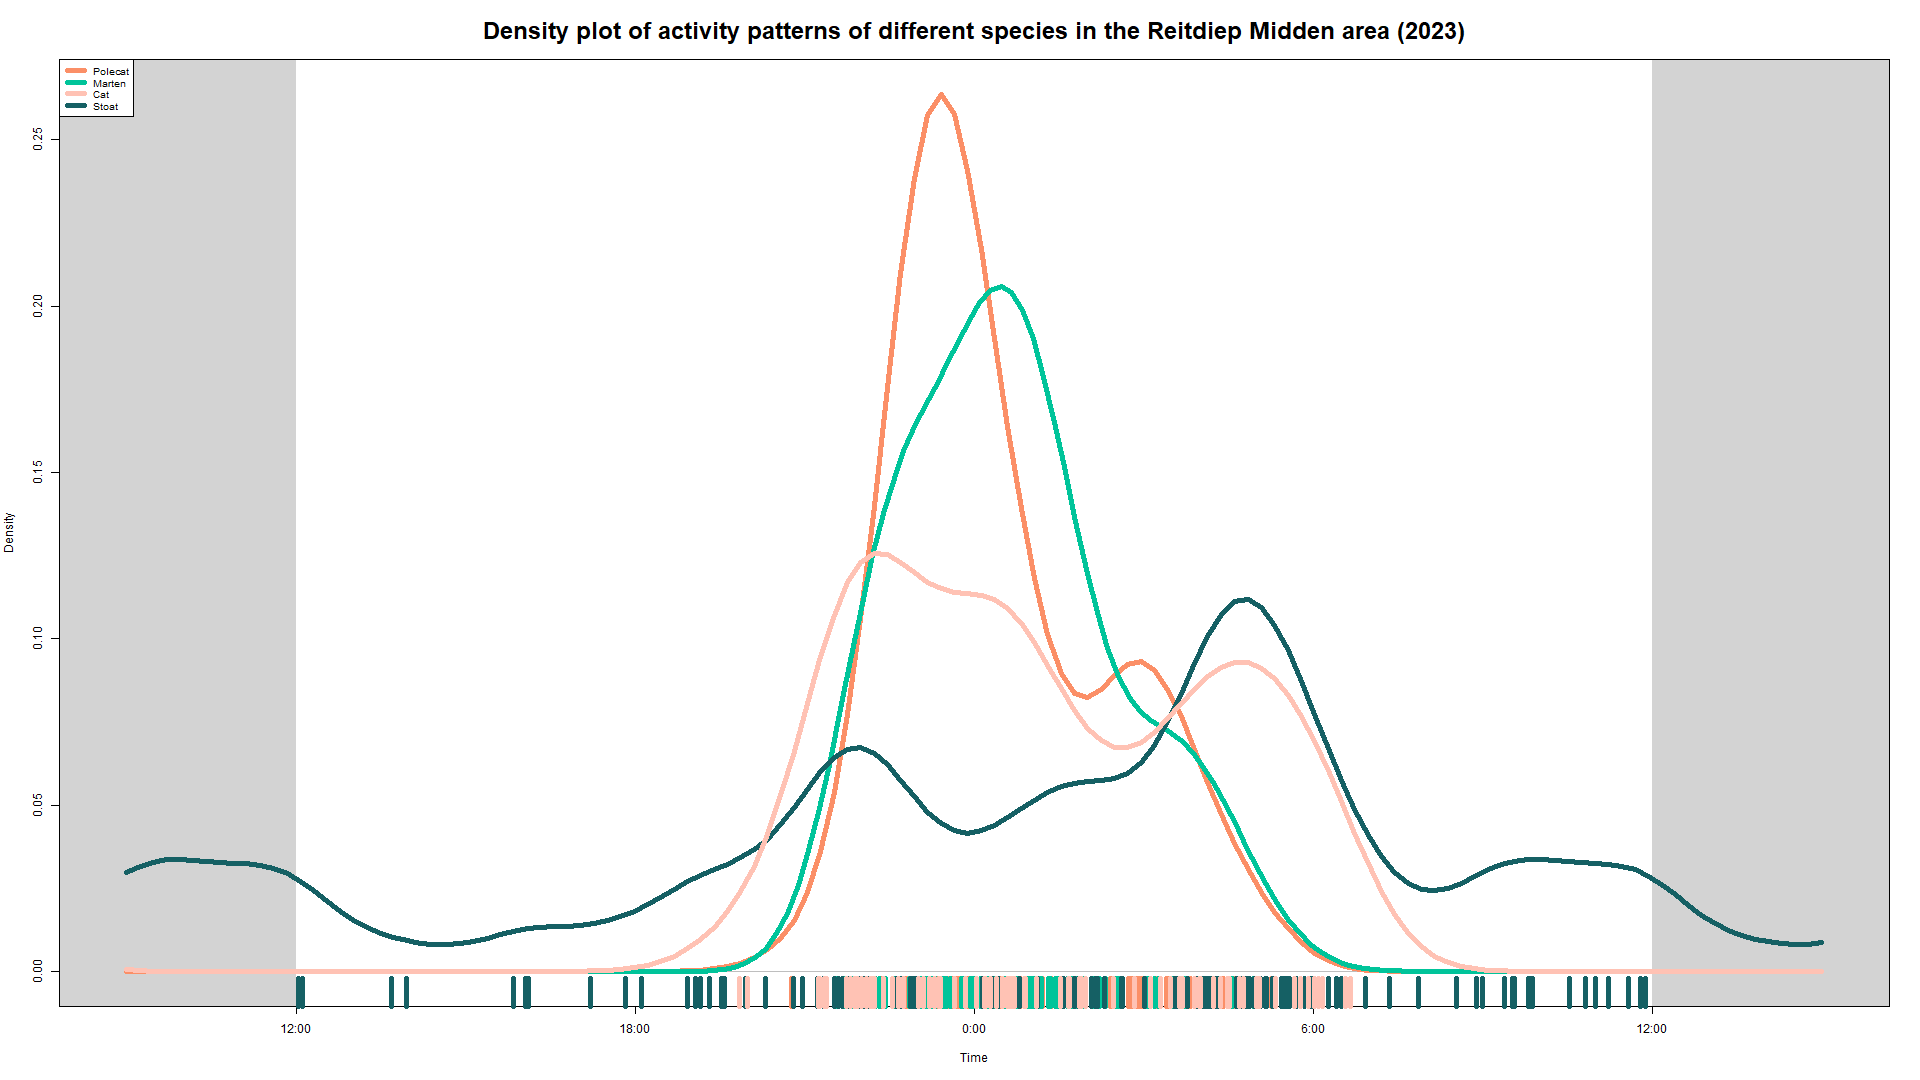 Density plot of activity patterns of different species in the Reitdiep Midden area (2023)
Polecat
Marten
Cat
Stoat
0.25
0.20
0.15
0.10
0.05
0.00
Density
12:00
18:00
0:00
6:00
12:00
Time